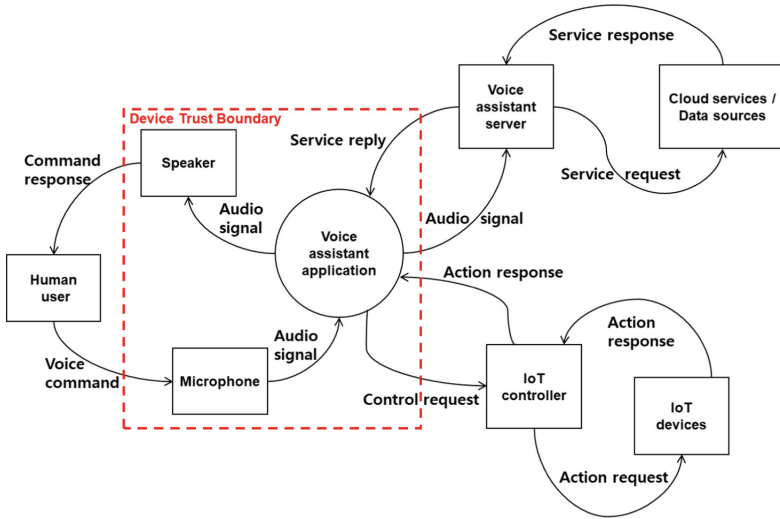 Service response
Voice
assistant
server
Cloud services /
Data sources
Device Trust Boundary
Service reply
Service request
Command
response
Speaker
Audio
signal
Audio signal
Voice
assistant
application
Human
user
Action response
Audio
signal
Action
response
Voice
command
Microphone
Control request
IoT
controller
IoT
devices
Action request